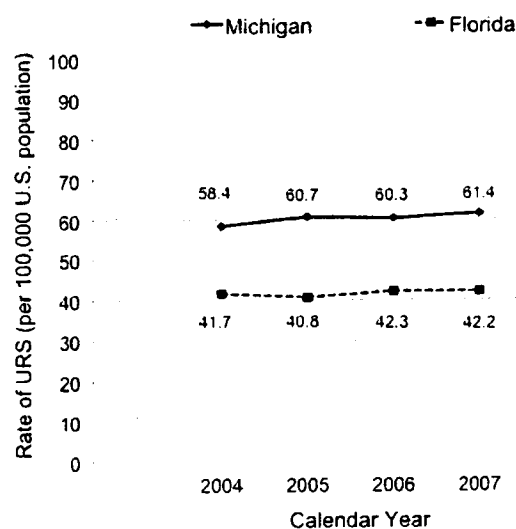 Michigan Florida
Rate of URS (per 100,000 U.S. population)
100
90
80
70
60
50
40
30
20
10
0
58.4 60.7 60.3 61.4
41.7 40.8 42.3 42.2
2004 2005 2006 2007
Calendar Year